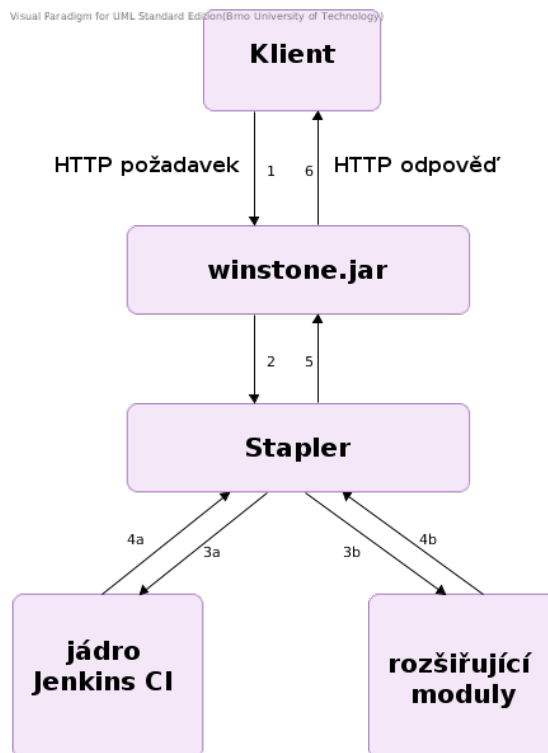 Visual Paradigm for UML Standard Edition(Brno University of Technology)
Klient
HTTP požadavek
1
6
HTTP odpověď
winstone.jar
2
5
Stapler
4a
3a
3b
4b
jádro
Jenkins CI
rozšiřující
moduly